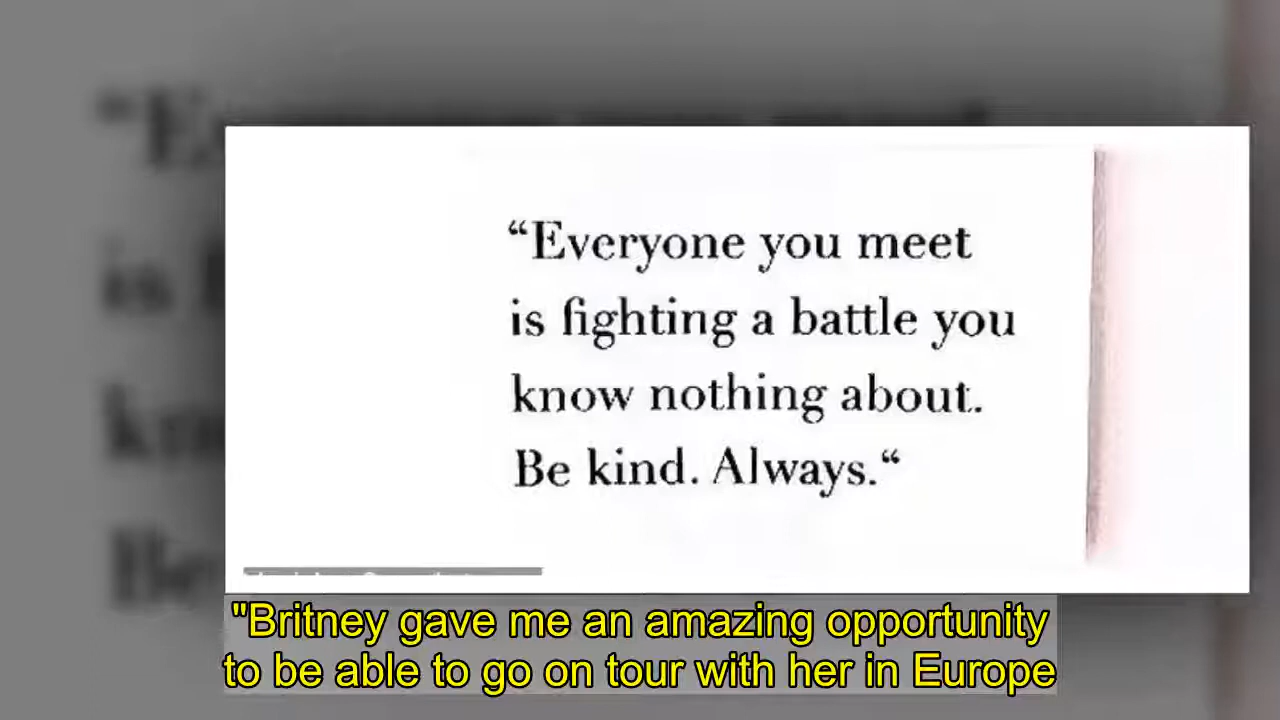 “Everyone you meet
is fighting a battle you
know nothing about.
Be kind. Always.“
"Britney gave me an amazing opportunity
to be able to go on tour with her in Europe